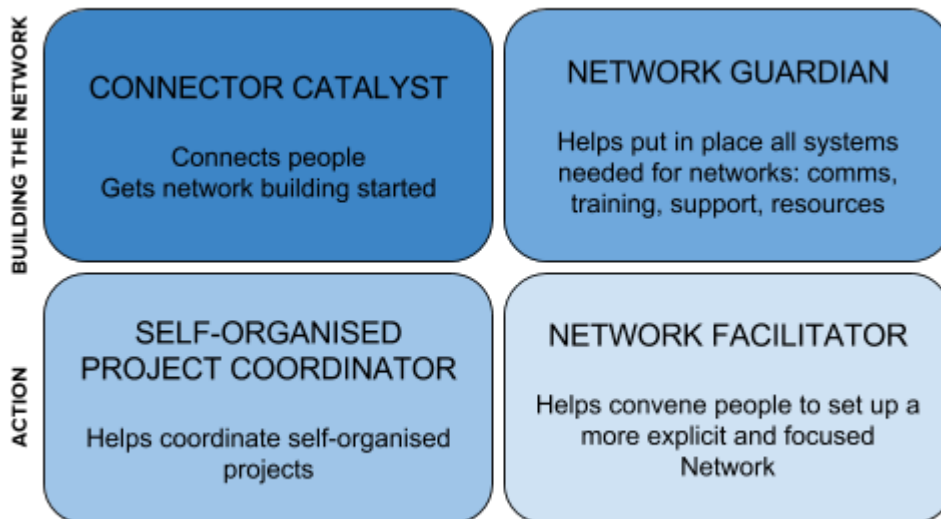 BUILDING THE NETWORK
CONNECTOR CATALYST
Connects people
Gets network building started
NETWORK GUARDIAN
Helps put in place all systems
needed for networks: comms,
training, support, resources
ACTION
SELF-ORGANISED
PROJECT COORDINATOR
Helps coordinate self-organised
projects
NETWORK FACILITATOR
Helps convene people to set up a
more explicit and focused
Network